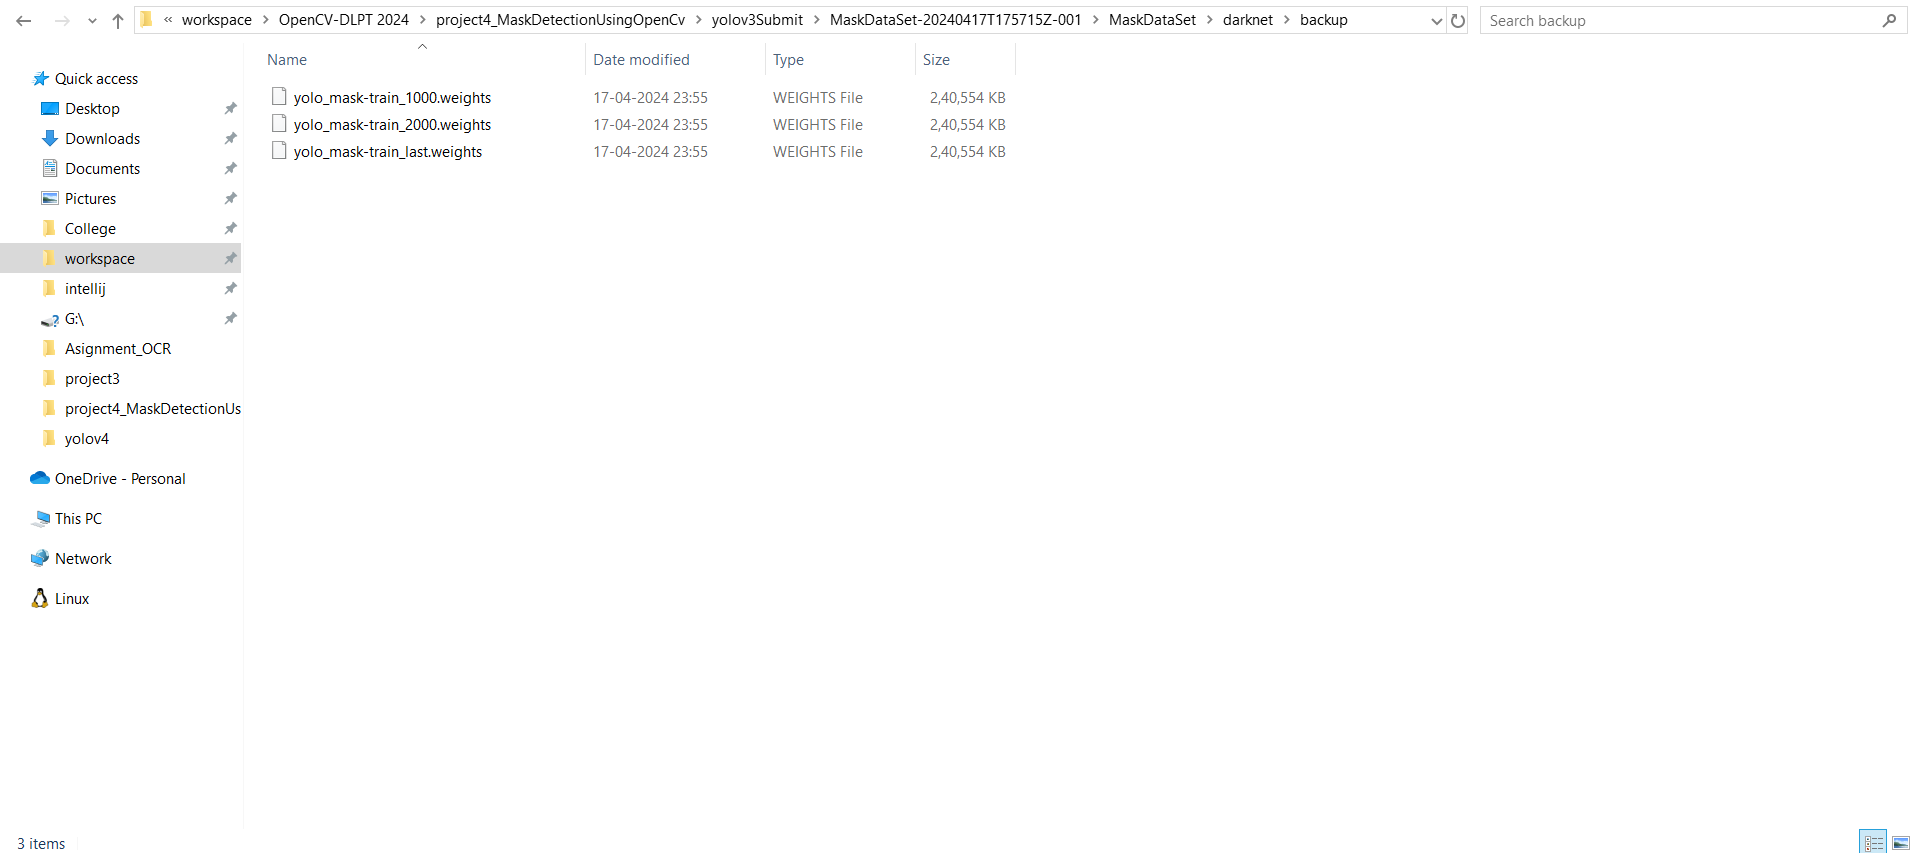 « workspace > OpenCV-DLPT 2024 > project4_MaskDetectionUsingOpenCv > yolov3Submit > MaskDataSet-20240417T175715Z-001 > MaskDataSet > darknet > backup
Search backup
Name Date modified Type Size
yolo_mask-train_1000.weights 17-04-2024 23:55 WEIGHTS File 2,40,554 KB
yolo_mask-train_2000.weights 17-04-2024 23:55 WEIGHTS File 2,40,554 KB
yolo_mask-train_last.weights 17-04-2024 23:55 WEIGHTS File 2,40,554 KB
Quick access
Desktop
Downloads
Documents
Pictures
College
workspace
intellij
G:\
Asignment_OCR
project3
project4_MaskDetectionUs
yolov4
OneDrive - Personal
This PC
Network
Linux
3 items